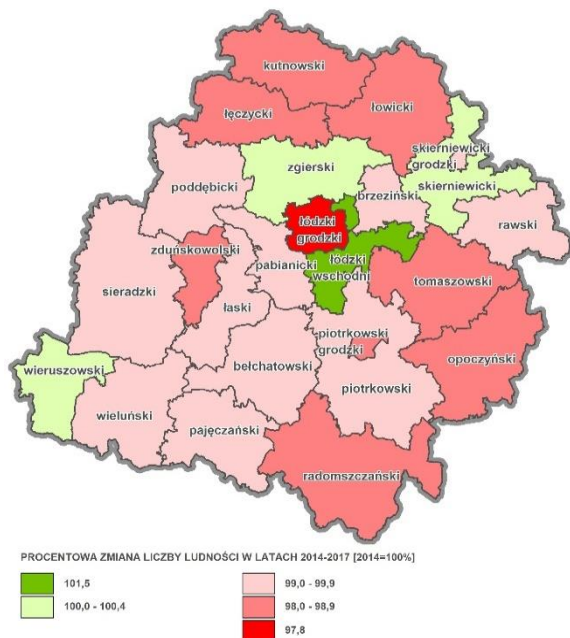 kutnowski
łęczycki
łowicki
skierniewicki
grodzki
zgierski
brzeziński
skierniewicki
poddębicki
rawski
łódzki
grodzki
zduńskowolski
pabianicki
łódzki
wschodni
tomaszowski
sieradzki
łaski
piotrkowski
grodzki
opoczyński
wieruszowski
bełchatowski
piotrkowski
wieluński
pajęczański
radomszczański
PROCENTOWA ZMIANA LICZBY LUDNOŚCI W LATACH 2014-2017 [2014=100%]
101,5
100,0 - 100,4
99,0 - 99,9
98,0 - 98,9
97,8